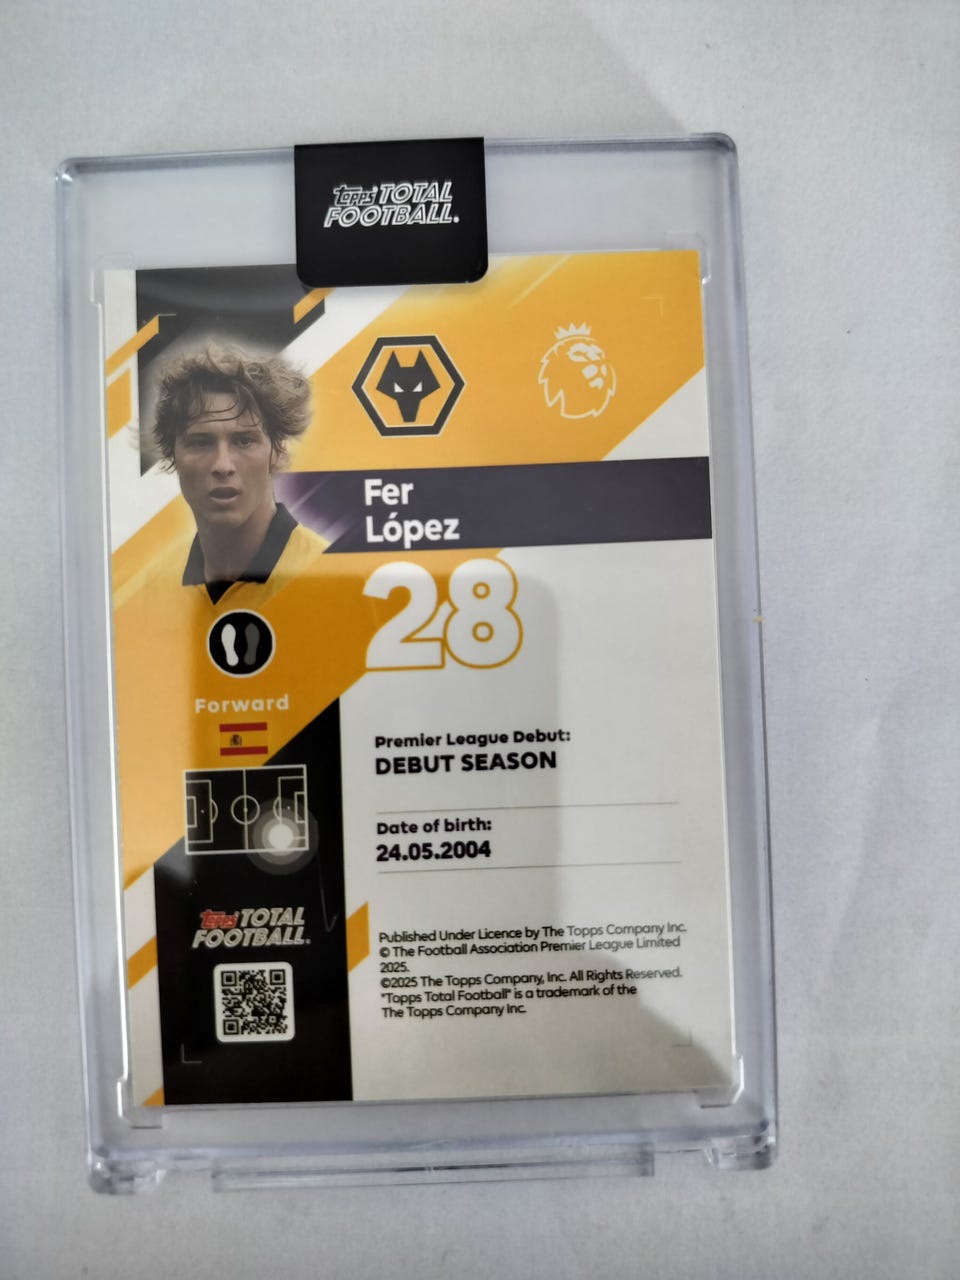 topps TOTAL
FOOTBALL.
Fer
López
28
Forward
Premier League Debut:
DEBUT SEASON
Date of birth:
24.05.2004
topps TOTAL
FOOTBALL.
Published Under Licence by The Topps Company Inc.
© The Football Association Premier League Limited
2025.
©2025 The Topps Company, Inc. All Rights Reserved.
"Topps Total Football" is a trademark of the
The Topps Company Inc.